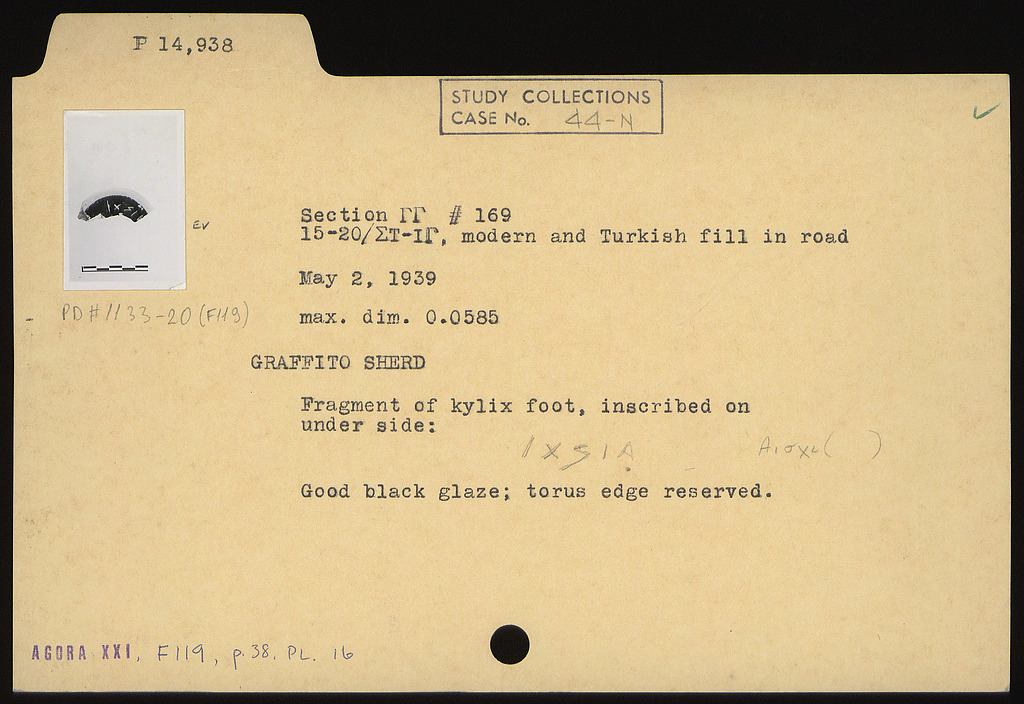 P 14,938
STUDY COLLECTIONS
CASE No. 44-N
EV
Section ΓΓ # 169
15-20/ΣΤ-ΙΓ, modern and Turkish fill in road
May 2, 1939
PD#1133-20 (F119)
max. dim. 0.0585
GRAFFITO SHERD
Fragment of kylix foot, inscribed on
under side:
ΙΧSΙΑ Αισχι( )
Good black glaze; torus edge reserved.
AGORA XXI, F119, p. 38. PL. 16